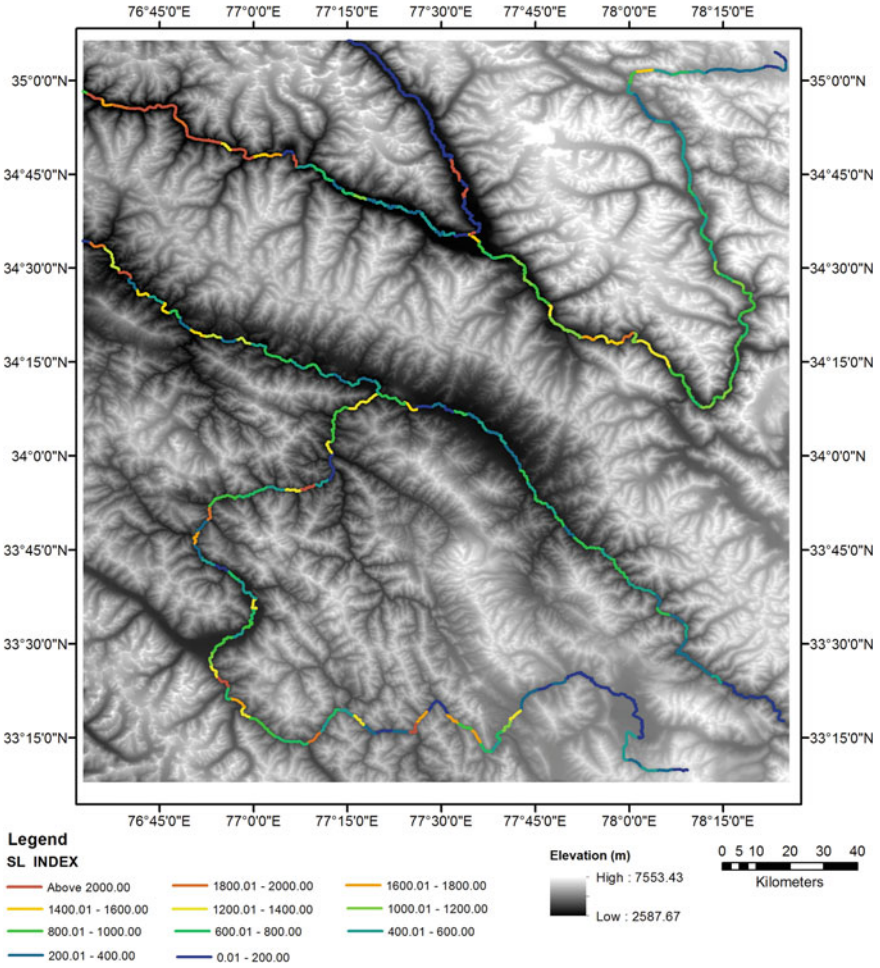 76°45'0"E 77°0'0"E 77°15'0"E 77°30'0"E 77°45'0"E 78°0'0"E 78°15'0"E
35°0'0"N 35°0'0"N
34°45'0"N 34°45'0"N
34°30'0"N 34°30'0"N
34°15'0"N 34°15'0"N
34°0'0"N 34°0'0"N
33°45'0"N 33°45'0"N
33°30'0"N 33°30'0"N
33°15'0"N 33°15'0"N
76°45'0"E 77°0'0"E 77°15'0"E 77°30'0"E 77°45'0"E 78°0'0"E 78°15'0"E
Legend
SL INDEX
Above 2000.00 1800.01 - 2000.00 1600.01 - 1800.00
1400.01 - 1600.00 1200.01 - 1400.00 1000.01 - 1200.00
800.01 - 1000.00 600.01 - 800.00 400.01 - 600.00
200.01 - 400.00 0.01 - 200.00
Elevation (m)
High : 7553.43
Low : 2587.67
0 5 10 20 30 40
Kilometers